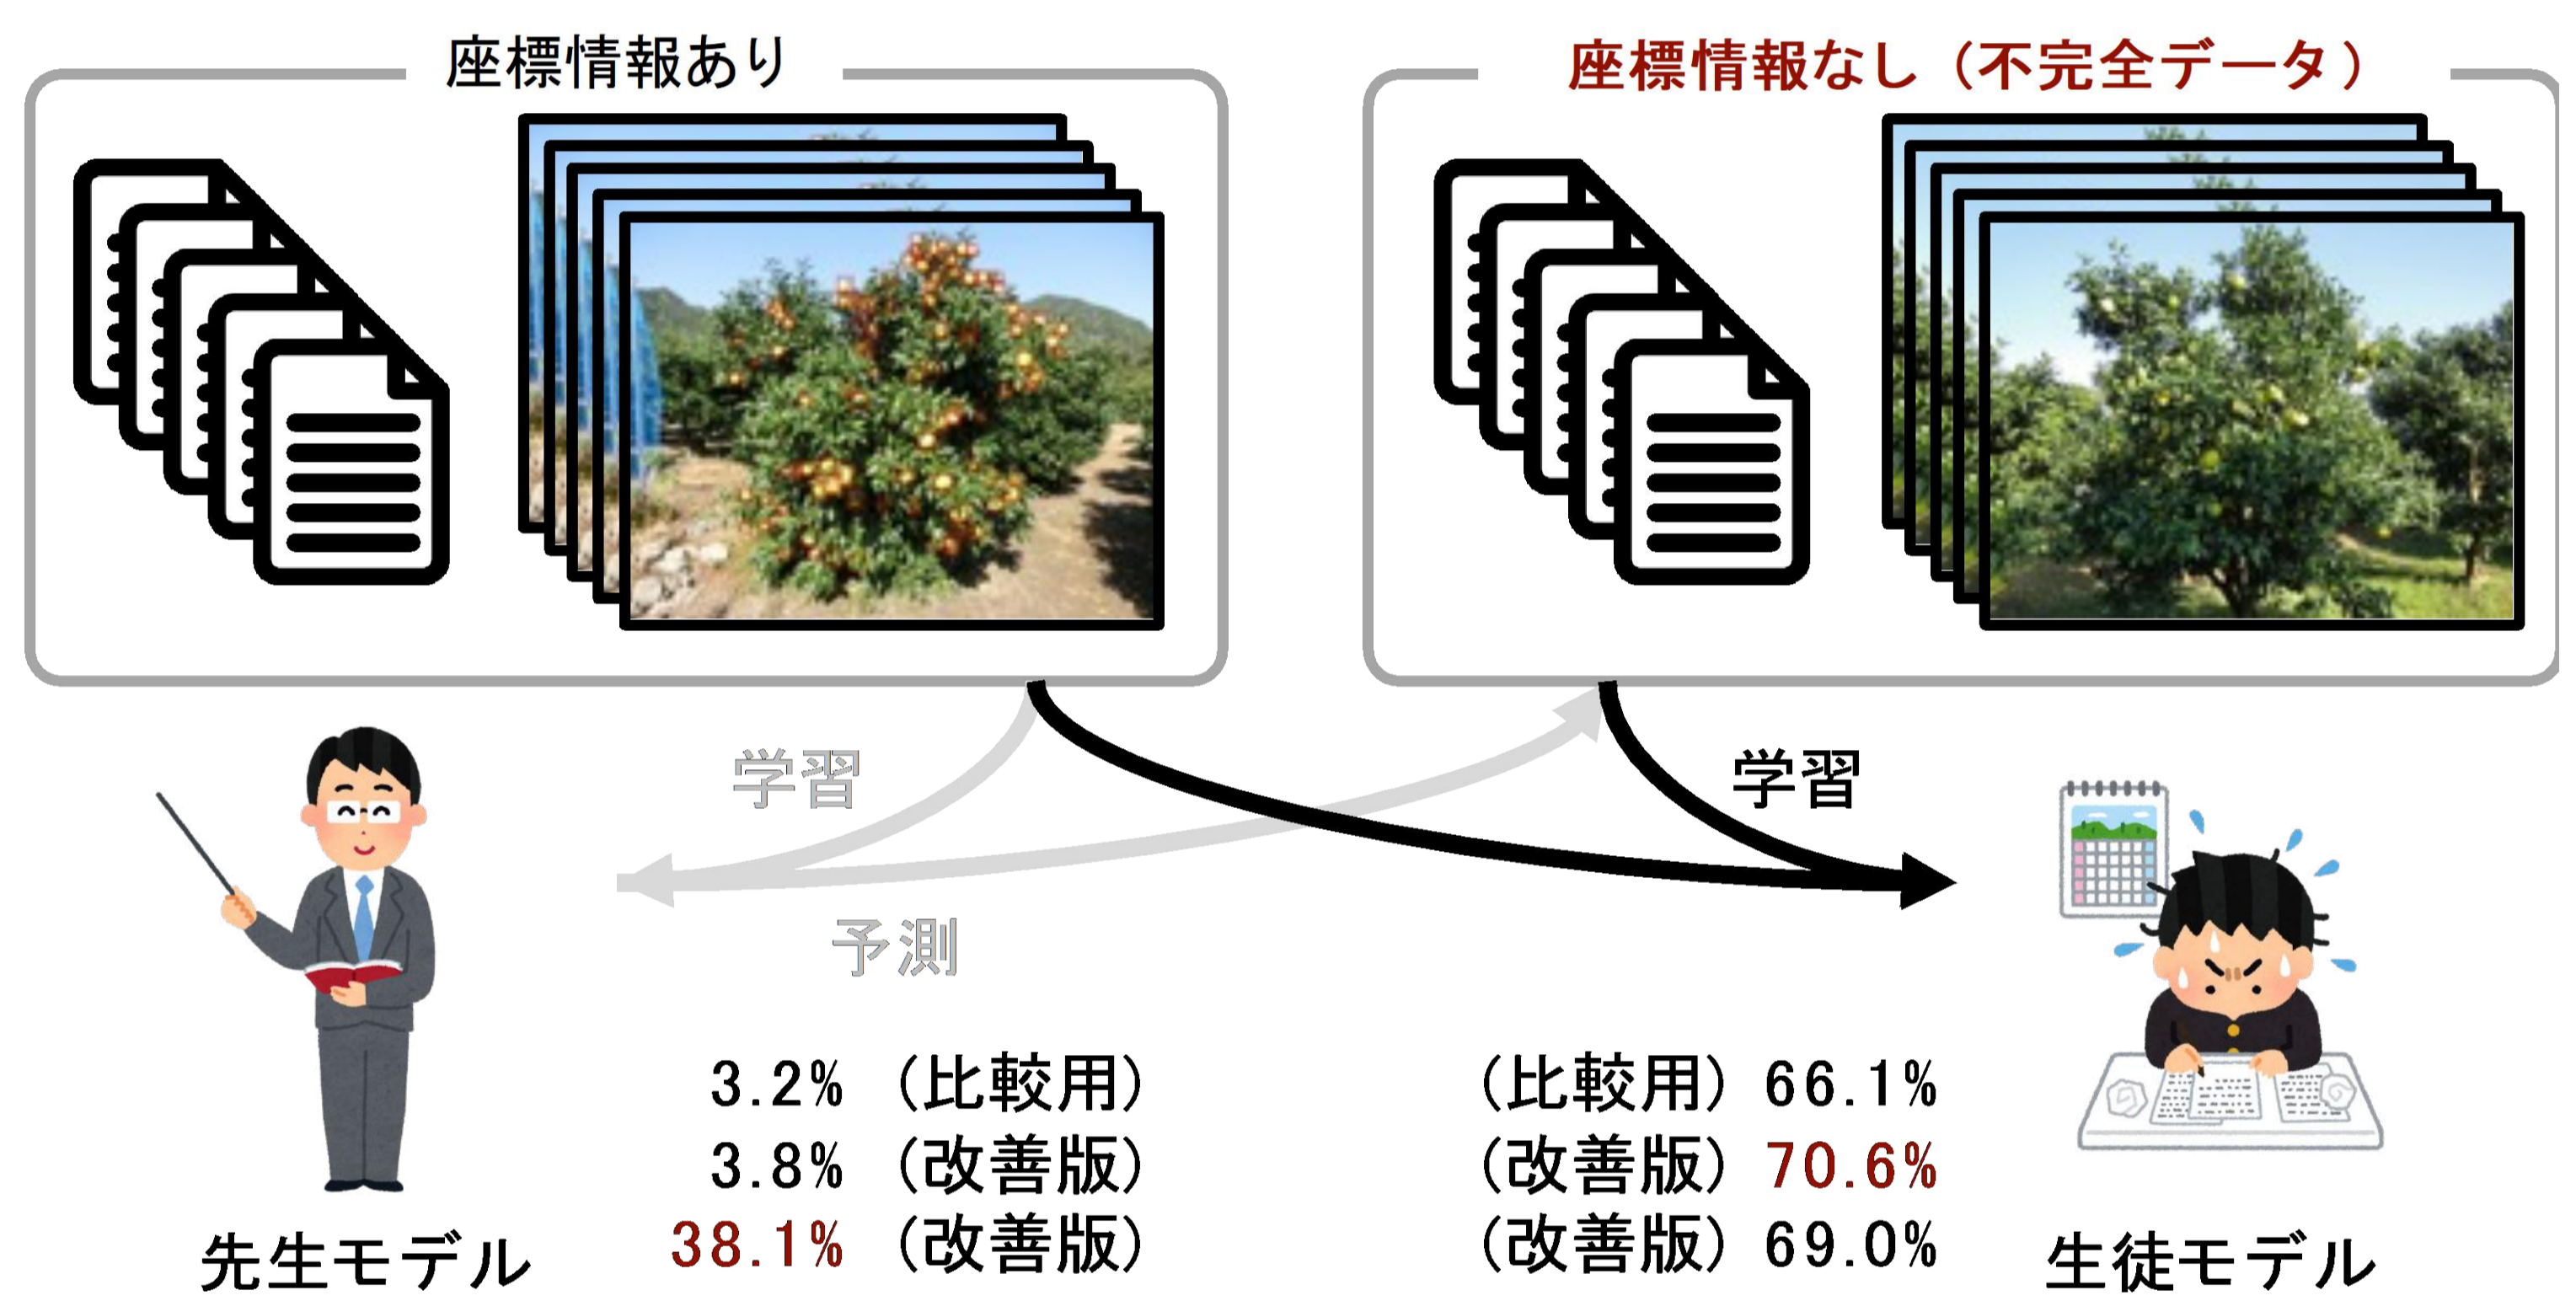 座標情報あり
座標情報なし（不完全データ）
学習
学習
予測
3.2% (比較用)
3.8% (改善版)
38.1% (改善版)
(比較用) 66.1%
(改善版) 70.6%
(改善版) 69.0%
先生モデル
生徒モデル